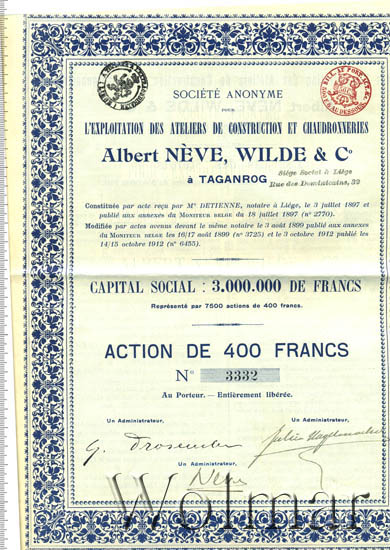 SOCIÉTÉ ANONYME
POUR
L'EXPLOITATION DES ATELIERS DE CONSTRUCTION ET CHAUDRONNERIES
Albert NÈVE, WILDE & Cº
à TAGANROG
Siège Social à Liége
Rue des Dominicains, 32
Constituée par acte reçu par Mᵉ DETIENNE, notaire à Liége, le 3 juillet 1897 et
publié aux annexes du MONITEUR BELGE du 18 juillet 1897 (nº 2770).
Modifiée par actes avenus devant le même notaire le 3 août 1899 publié aux annexes
du MONITEUR BELGE les 16/17 août 1899 (nº 3725) et le 3 octobre 1912 publié les
14/15 octobre 1912 (nº 6455).
CAPITAL SOCIAL : 3.000.000 DE FRANCS
Représenté par 7500 actions de 400 francs.
ACTION DE 400 FRANCS
Nº 3332
Au Porteur. — Entièrement libérée.
Un Administrateur,
Un Administrateur,
Un Administrateur,
Nève
Wolmar